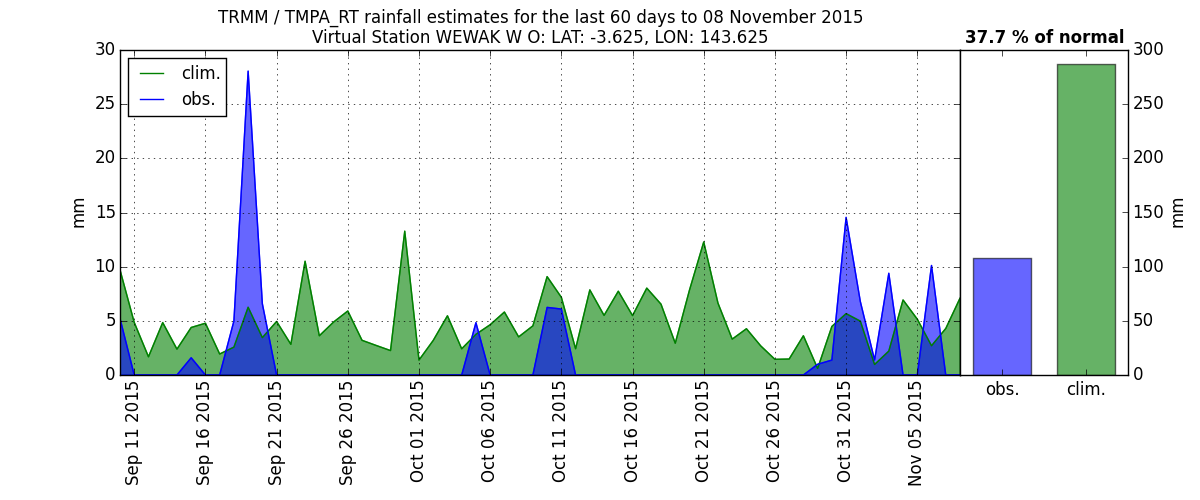 TRMM / TMPA_RT rainfall estimates for the last 60 days to 08 November 2015
Virtual Station WEWAK W O: LAT: -3.625, LON: 143.625
37.7 % of normal
30
25
20
15
10
5
0
mm
clim.
obs.
300
250
200
150
100
50
0
mm
obs.
clim.
Sep 11 2015
Sep 16 2015
Sep 21 2015
Sep 26 2015
Oct 01 2015
Oct 06 2015
Oct 11 2015
Oct 16 2015
Oct 21 2015
Oct 26 2015
Oct 31 2015
Nov 05 2015